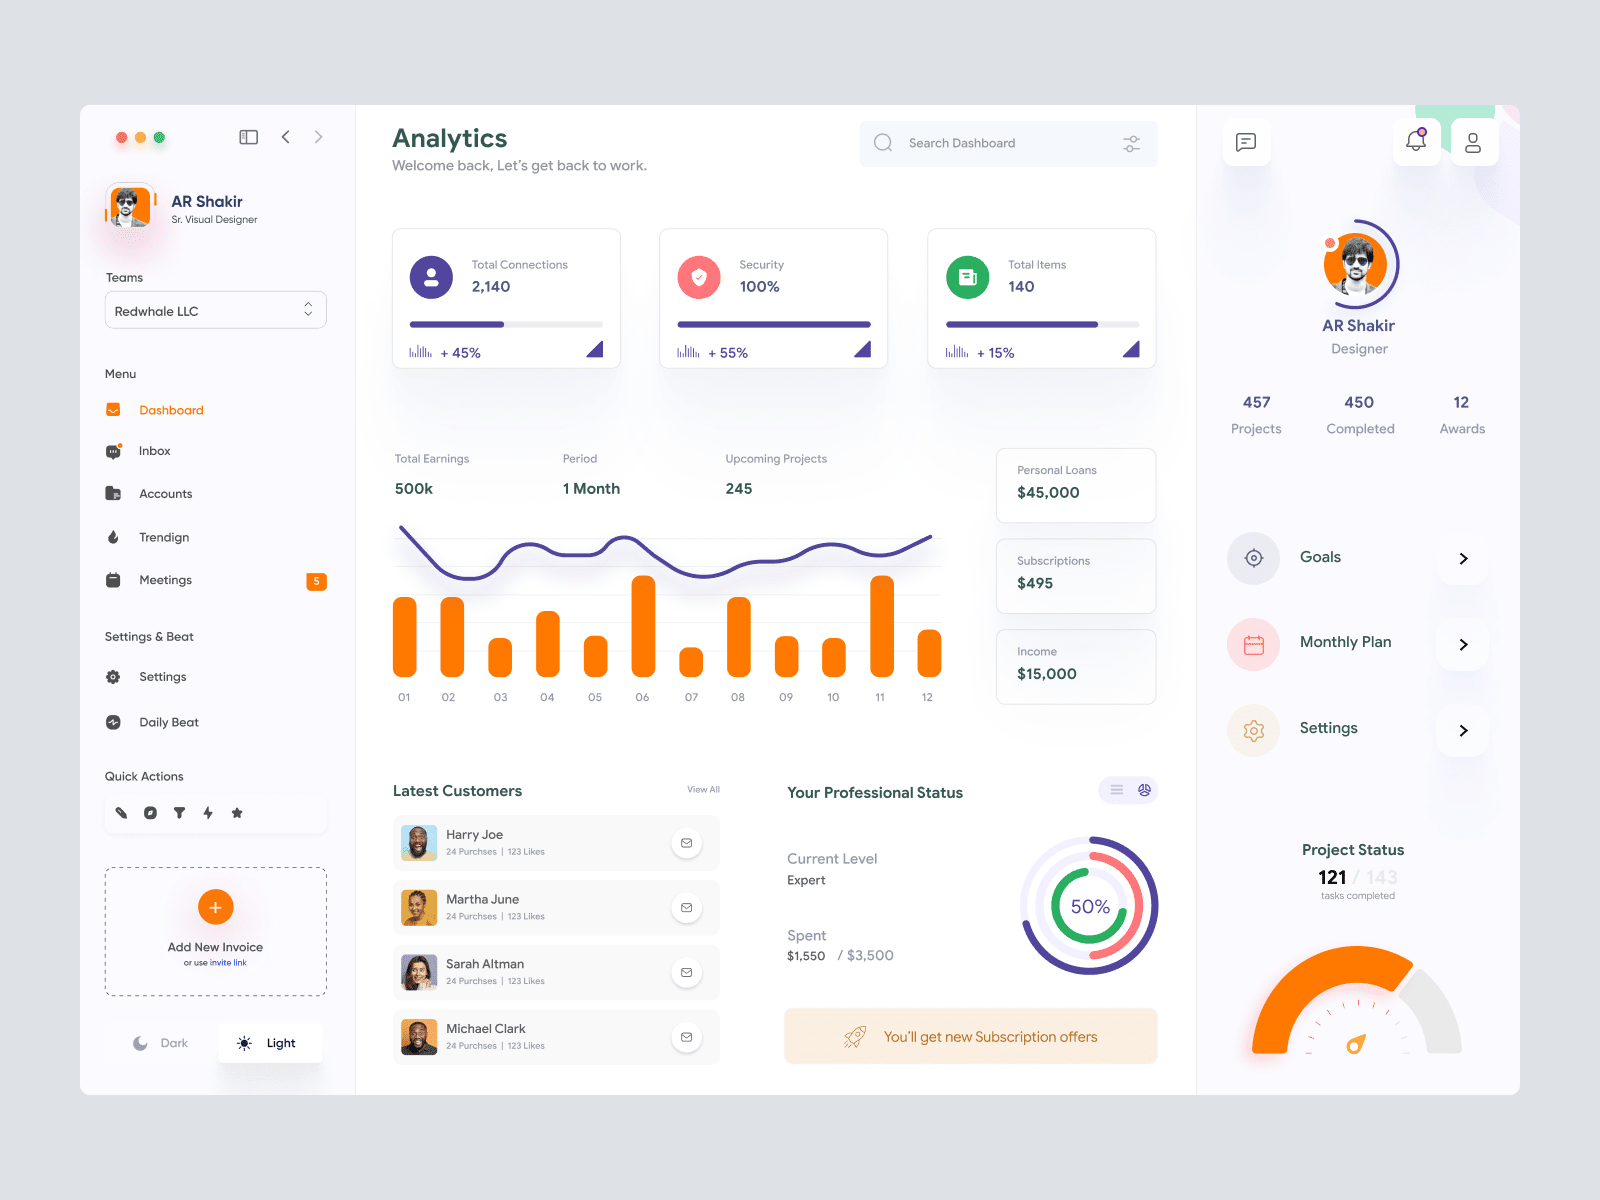 AR Shakir
Sr. Visual Designer
Teams
Redwhale LLC
Menu
Dashboard
Inbox
Accounts
Trendign
Meetings
5
Settings & Beat
Settings
Daily Beat
Quick Actions
Add New Invoice
or use invite link
Dark
Light
Analytics
Welcome back, Let's get back to work.
Search Dashboard
Total Connections
2,140
+ 45%
Security
100%
+ 55%
Total Items
140
+ 15%
Total Earnings
500k
Period
1 Month
Upcoming Projects
245
01 02 03 04 05 06 07 08 09 10 11 12
Personal Loans
$45,000
Subscriptions
$495
Income
$15,000
Latest Customers
View All
Harry Joe
24 Purchses | 123 Likes
Martha June
24 Purchses | 123 Likes
Sarah Altman
24 Purchses | 123 Likes
Michael Clark
24 Purchses | 123 Likes
Your Professional Status
Current Level
Expert
Spent
$1,550 / $3,500
50%
You'll get new Subscription offers
AR Shakir
Designer
457
Projects
450
Completed
12
Awards
Goals
Monthly Plan
Settings
Project Status
121 / 143
tasks completed